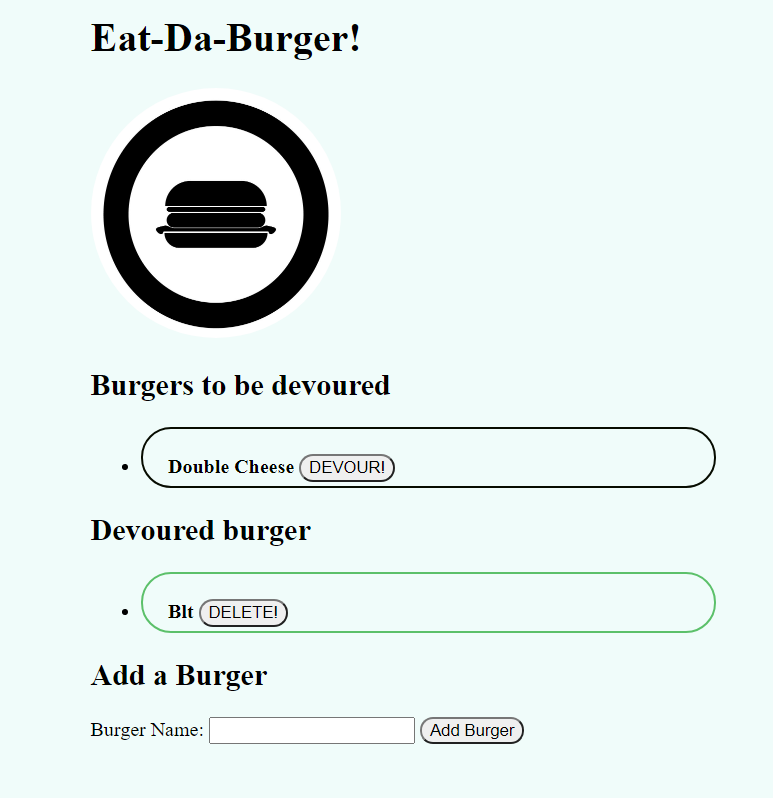 Eat-Da-Burger!
Burgers to be devoured
Double Cheese DEVOUR!
Devoured burger
Blt DELETE!
Add a Burger
Burger Name: Add Burger